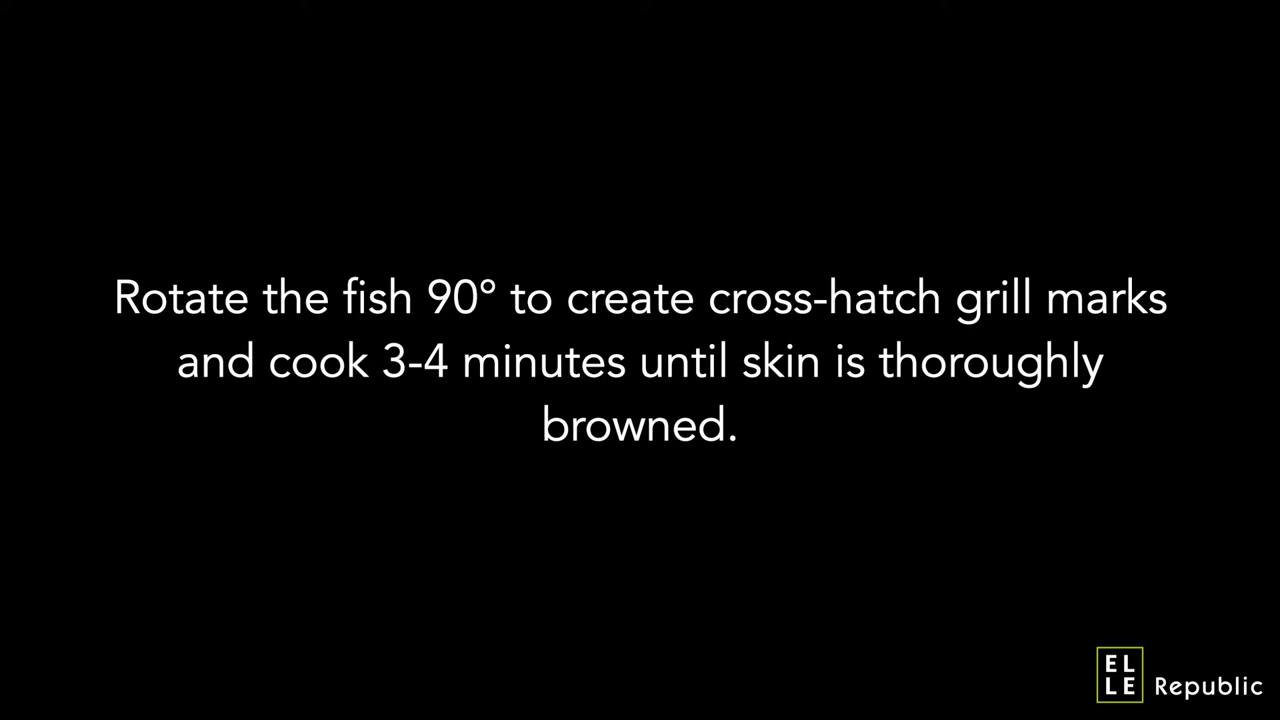 Rotate the fish 90° to create cross-hatch grill marks
and cook 3-4 minutes until skin is thoroughly
browned.
EL
LE Republic